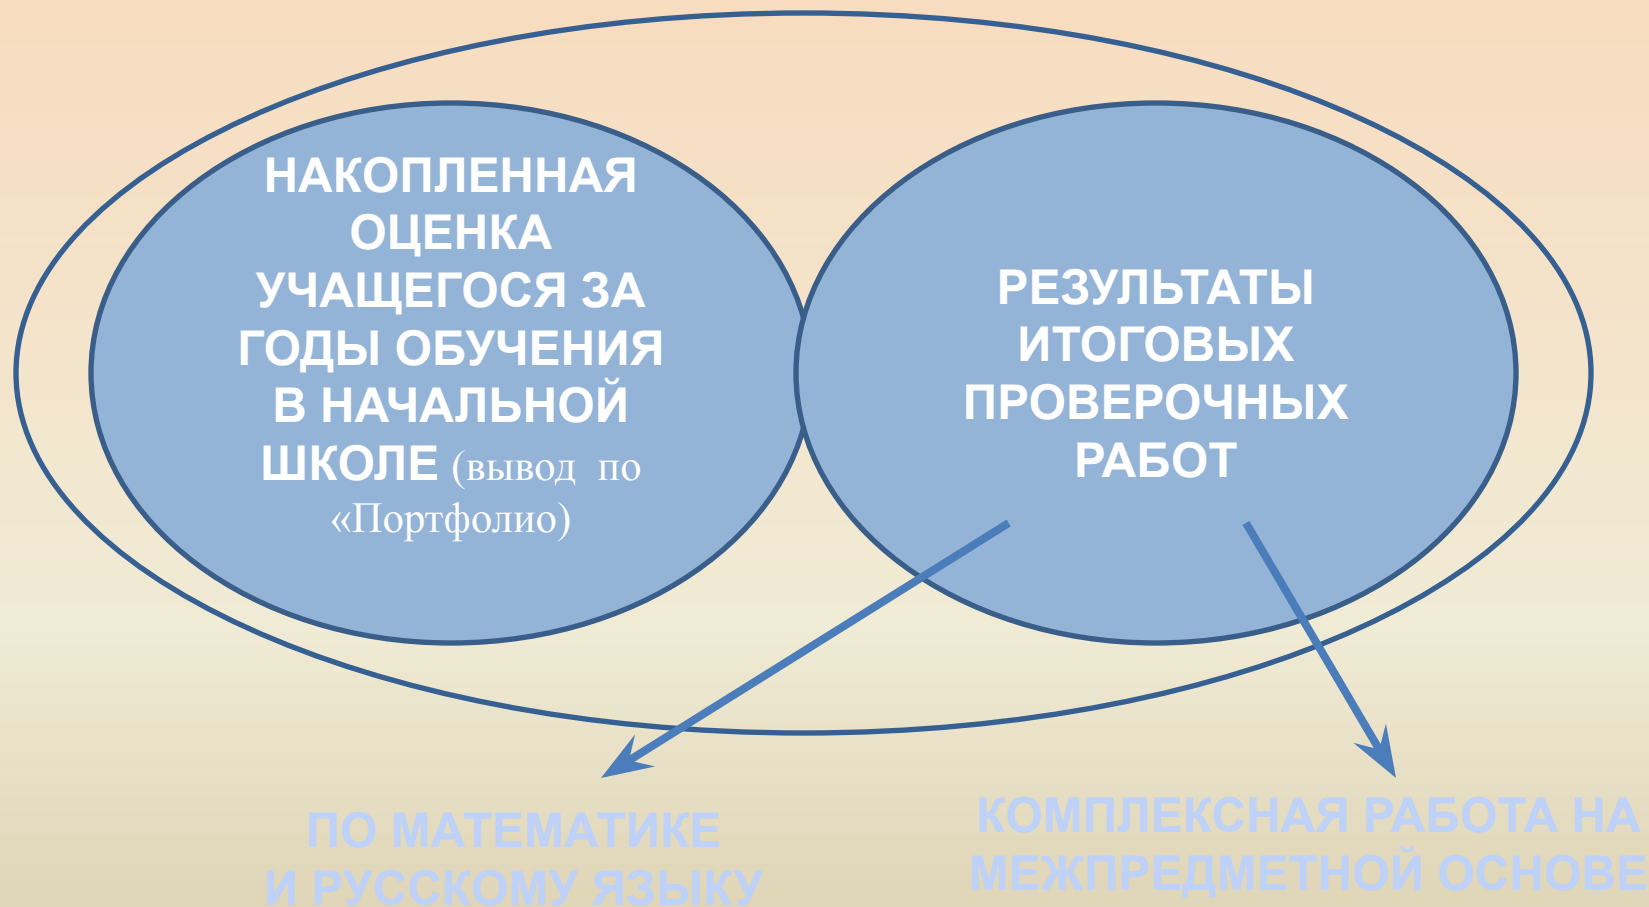 НАКОПЛЕННАЯ
ОЦЕНКА
УЧАЩЕГОСЯ ЗА
ГОДЫ ОБУЧЕНИЯ
В НАЧАЛЬНОЙ
ШКОЛЕ (вывод по
«Портфолио)
РЕЗУЛЬТАТЫ
ИТОГОВЫХ
ПРОВЕРОЧНЫХ
РАБОТ
ПО МАТЕМАТИКЕ
И РУССКОМУ ЯЗЫКУ
КОМПЛЕКСНАЯ РАБОТА НА
МЕЖПРЕДМЕТНОЙ ОСНОВЕ